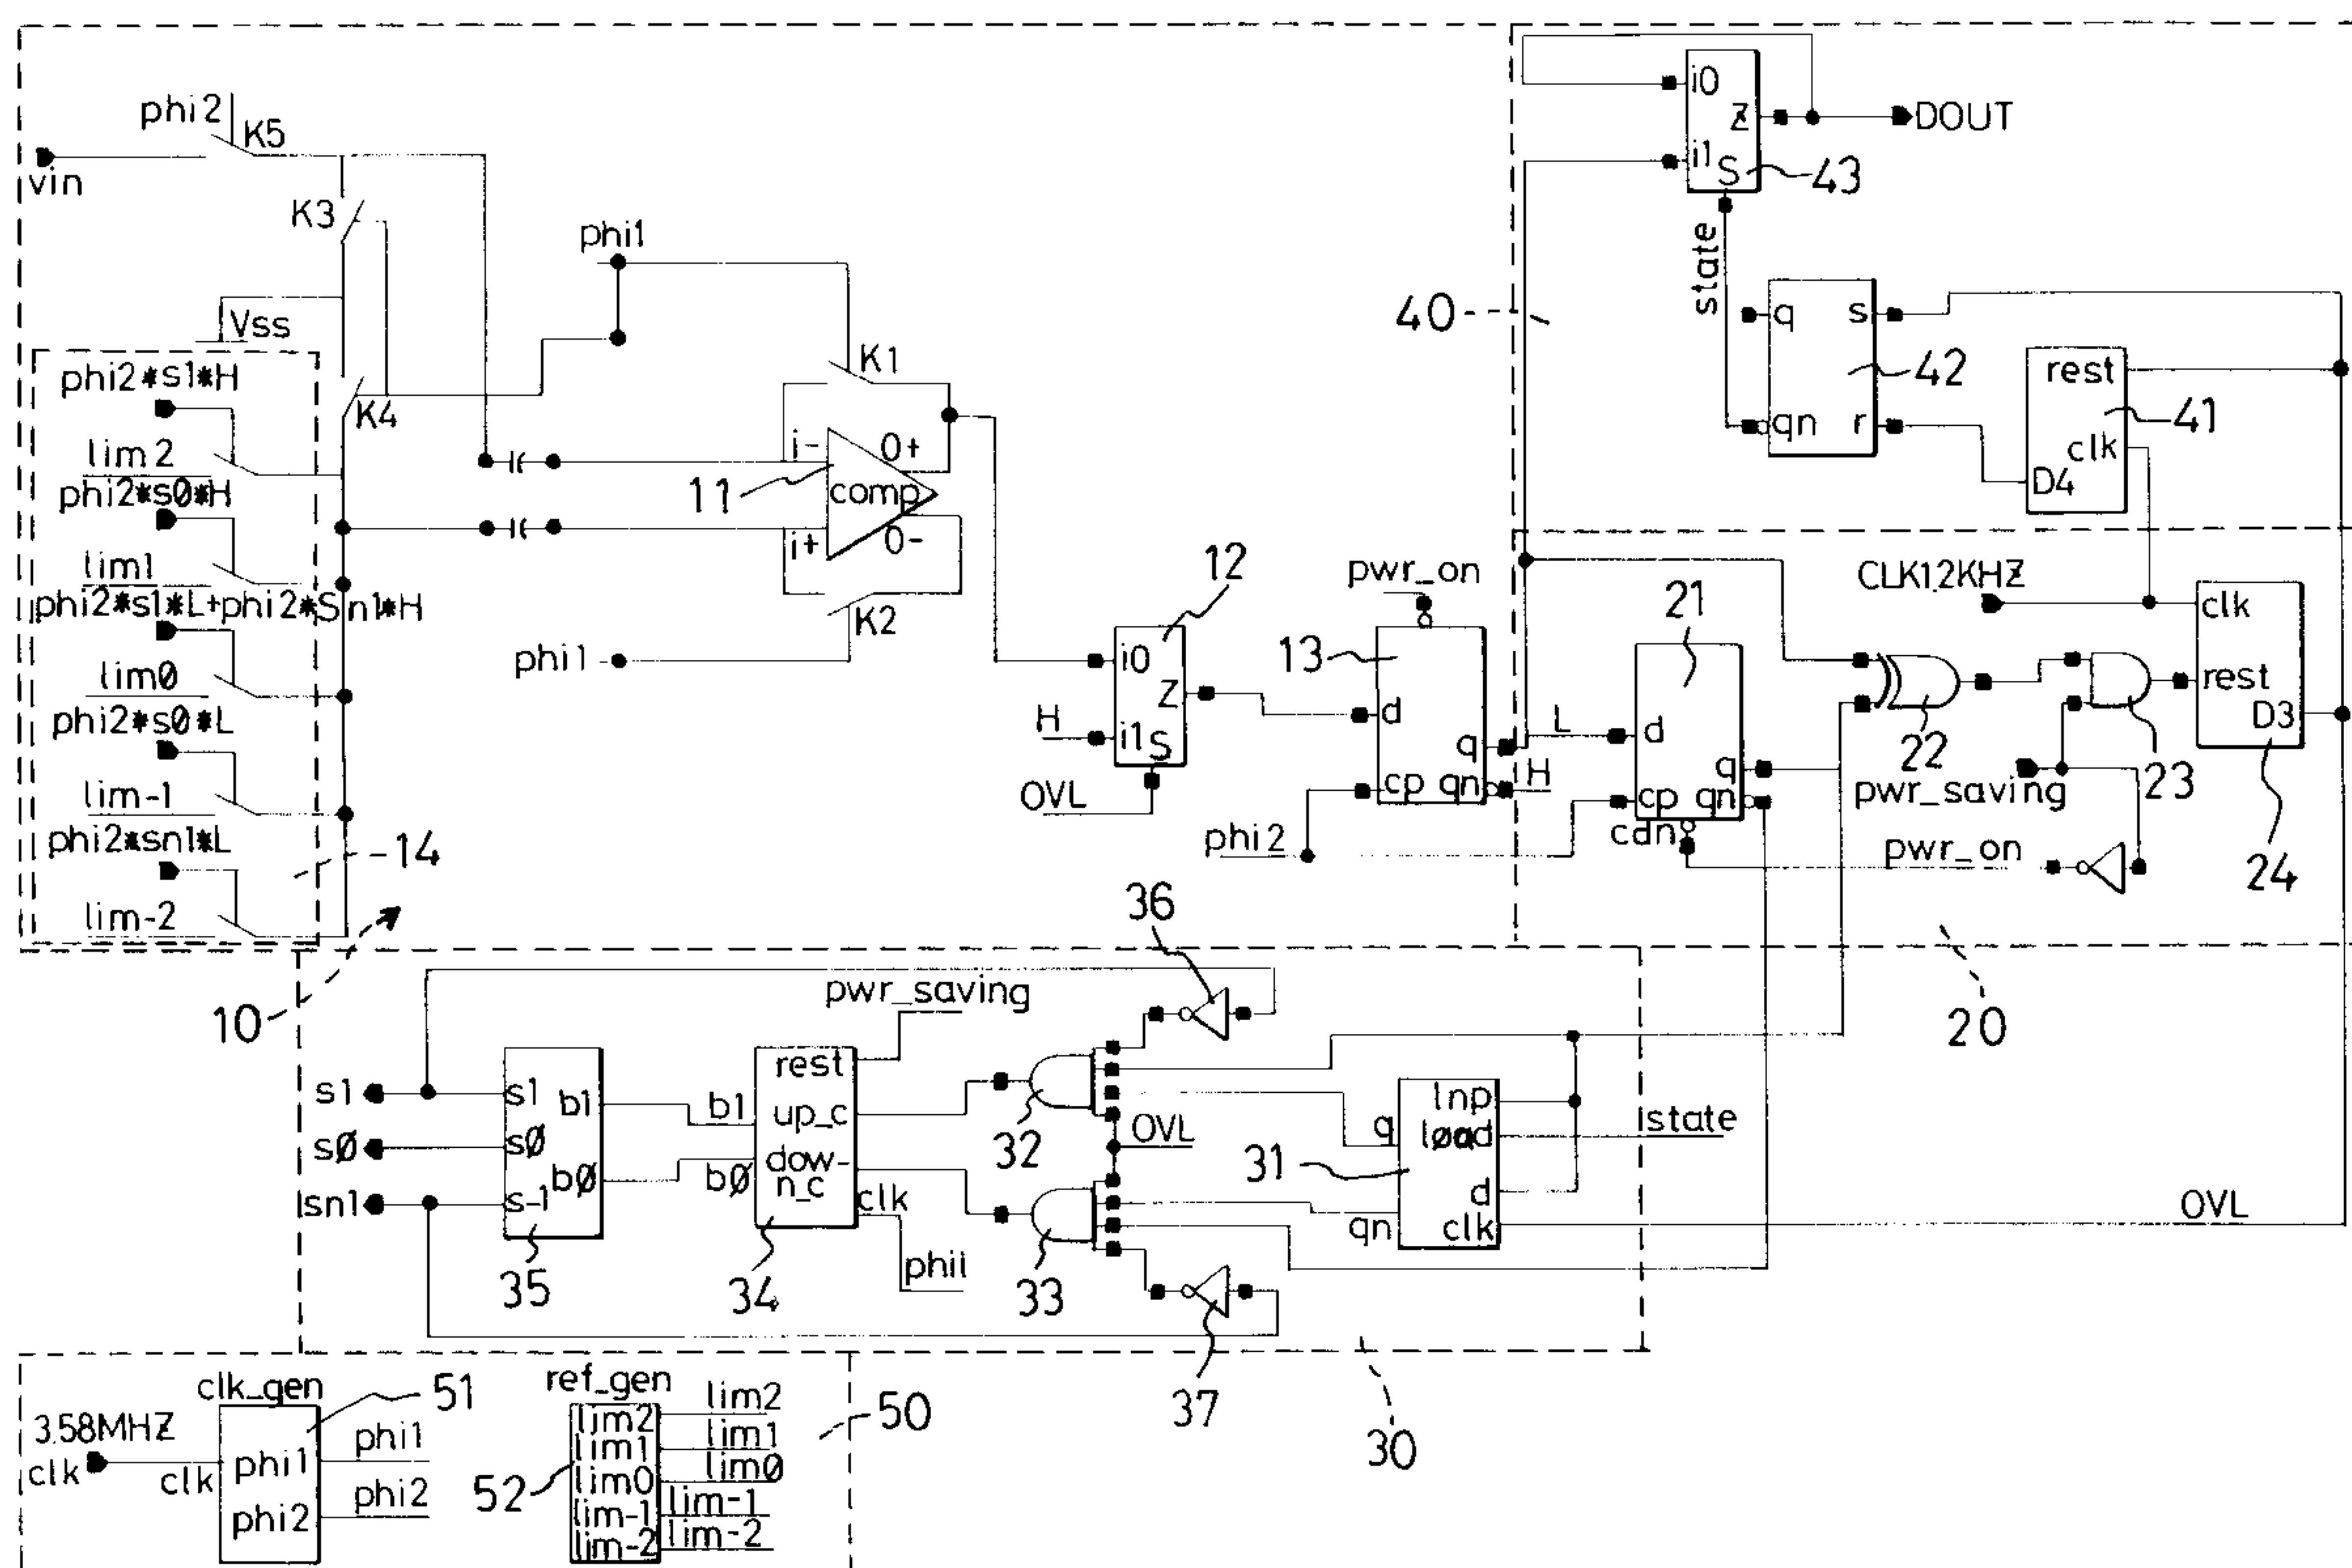 phi2
K5
vin
K3
Vss
phi2*s1*H
K4
lim2
phi2*s0*H
lim1
phi2*s1*L+phi2*Sn1*H
lim0
phi2*s0*L
lim-1
phi2*sn1*L
lim-2
14
10
phi1
K1
i-
O+
11
comp
i+
O-
K2
phi1
12
i0
Z
H
i1
S
OVL
pwr_on
13
d
q
cp
qn
H
L
phi2
i0
Z
DOUT
i1
S
43
state
40
q
s
42
qn
r
rest
41
clk
D4
CLK1.2KHZ
21
d
q
cp
qn
cdn
22
23
clk
rest
D3
24
pwr_saving
pwr_on
20
36
pwr_saving
s1
s0
sn1
s1
b1
s0
b0
s-1
35
b1
b0
rest
up_c
dow-
n_c
clk
34
phi1
32
OVL
33
q
31
qn
Inp
load
d
clk
state
OVL
37
30
clk_gen
51
3.58MHZ
clk
clk
phi1
phi2
phi1
phi2
ref_gen
52
lim2
lim1
lim0
lim-1
lim-2
lim2
lim1
lim0
lim-1
lim-2
50